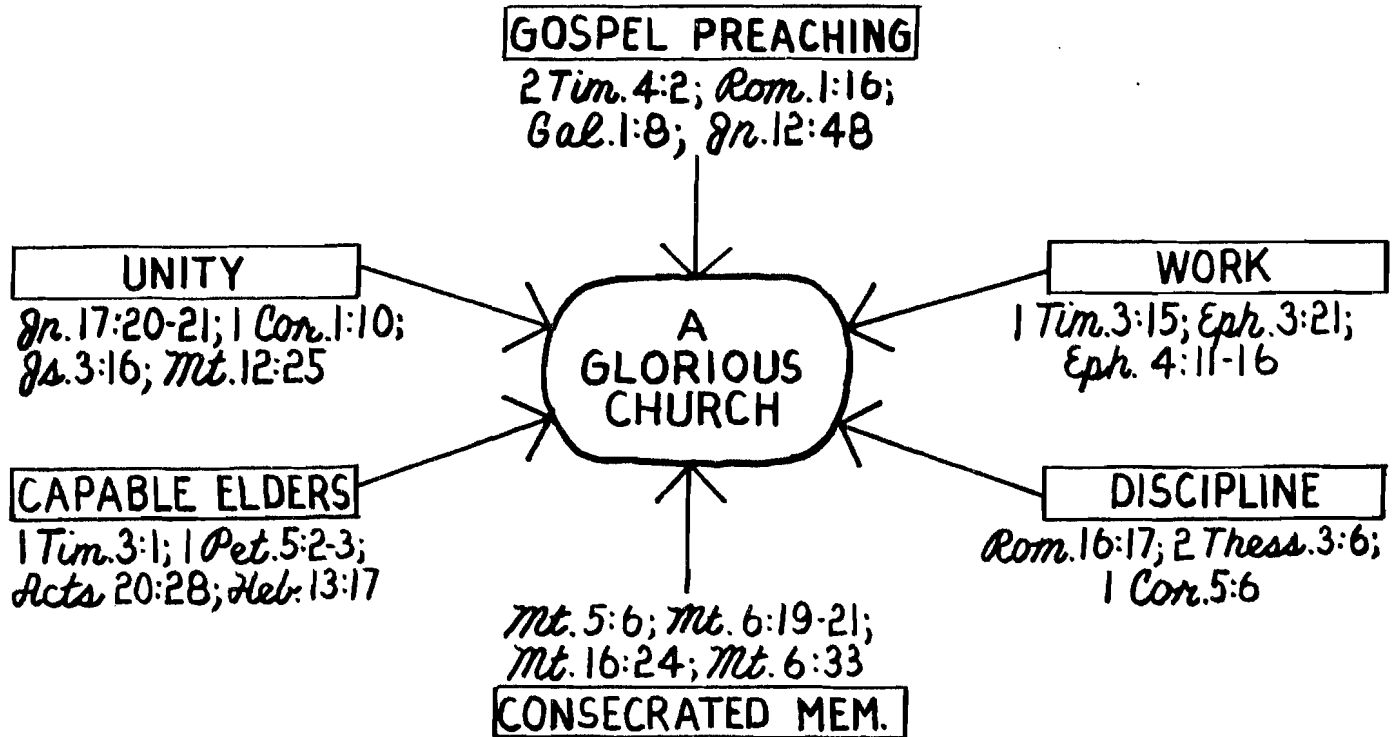 GOSPEL PREACHING
2 Tim. 4:2; Rom. 1:16;
Gal. 1:8; Jn. 12:48
UNITY
Jn. 17:20-21; 1 Cor. 1:10;
Js. 3:16; Mt. 12:25
WORK
1 Tim. 3:15; Eph. 3:21;
Eph. 4:11-16
A
GLORIOUS
CHURCH
CAPABLE ELDERS
1 Tim. 3:1; 1 Pet. 5:2-3;
Acts 20:28; Heb. 13:17
DISCIPLINE
Rom. 16:17; 2 Thess. 3:6;
1 Cor. 5:6
Mt. 5:6; Mt. 6:19-21;
Mt. 16:24; Mt. 6:33
CONSECRATED MEM.